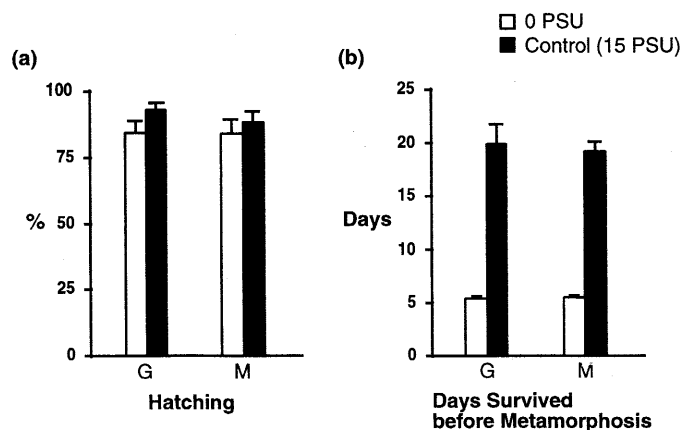 0 PSU
Control (15 PSU)
(a)
(b)
100
75
50
25
0
%
G
M
Hatching
25
20
15
10
5
0
Days
G
M
Days Survived
before Metamorphosis